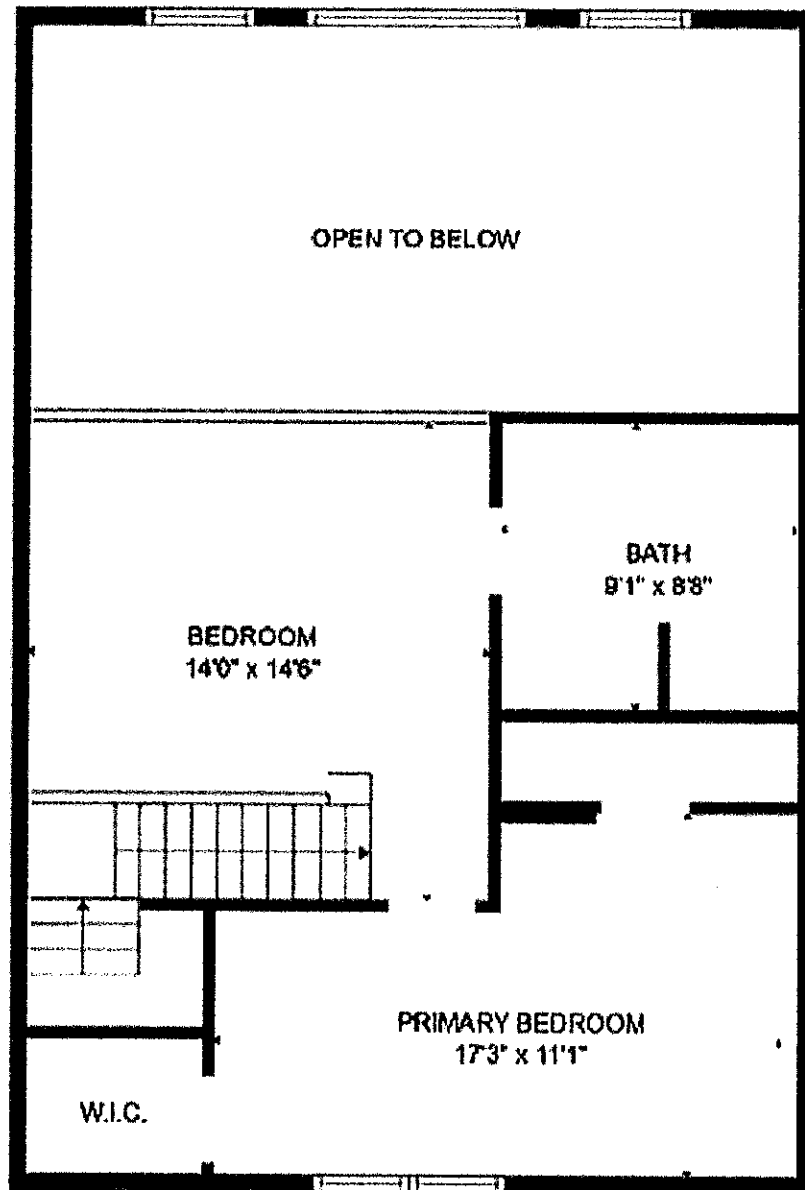 OPEN TO BELOW
BATH
9'1" x 8'8"
BEDROOM
14'0" x 14'6"
PRIMARY BEDROOM
17'3" x 11'1"
W.I.C.